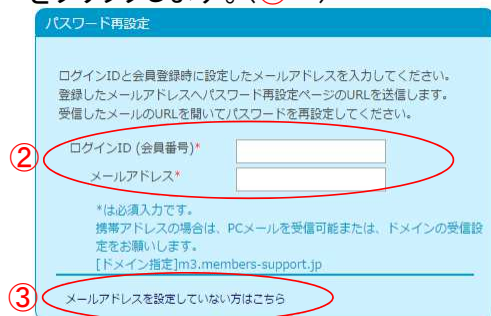 をクリックします。(
パスワード再設定
ログインIDと会員登録時に設定したメールアドレスを入力してください。
登録したメールアドレスへパスワード再設定ページのURLを送信します。
受信したメールのURLを開いてパスワードを再設定してください。
②
ログインID (会員番号)*
メールアドレス*
*は必須入力です。
携帯アドレスの場合は、PCメールを受信可能または、ドメインの受信設
定をお願いします。
[ドメイン指定]m3.members-support.jp
③
メールアドレスを設定していない方はこちら